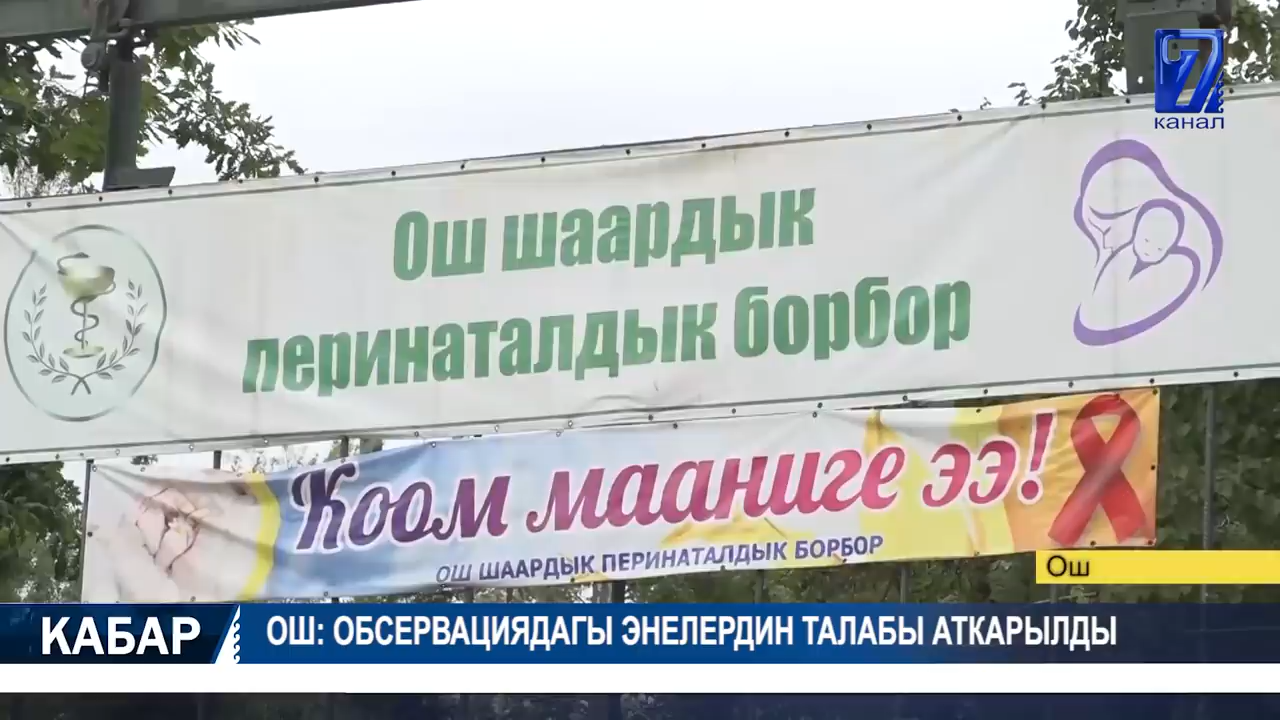 7
канал
Ош шаардык
перинаталдык борбор
Коом мааниге ээ!
ОШ ШААРДЫК ПЕРИНАТАЛДЫК БОРБОР
Ош
КАБАР
ОШ: ОБСЕРВАЦИЯДАГЫ ЭНЕЛЕРДИН ТАЛАБЫ АТКАРЫЛДЫ